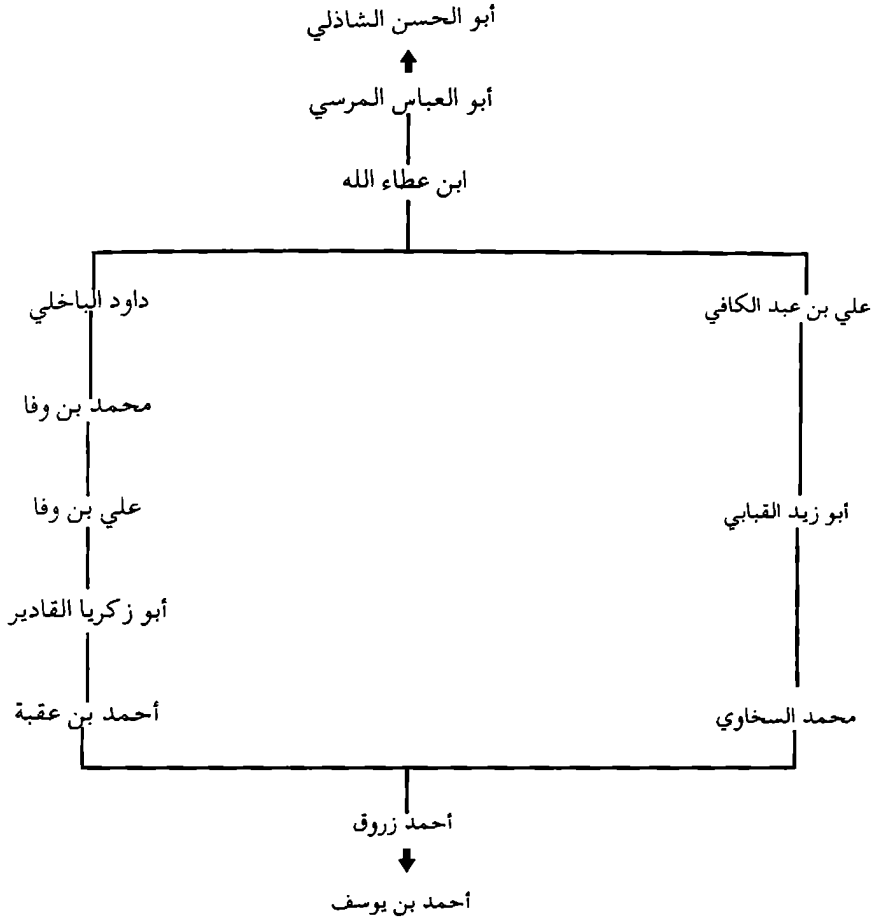 أبو الحسن الشاذلي
أبو العباس المرسي
ابن عطاء الله
علي بن عبد الكافي
داود الباخلي
محمد بن وفا
أبو زيد القبابي
علي بن وفا
أبو زكريا القادير
محمد السخاوي
أحمد بن عقبة
أحمد زروق
أحمد بن يوسف